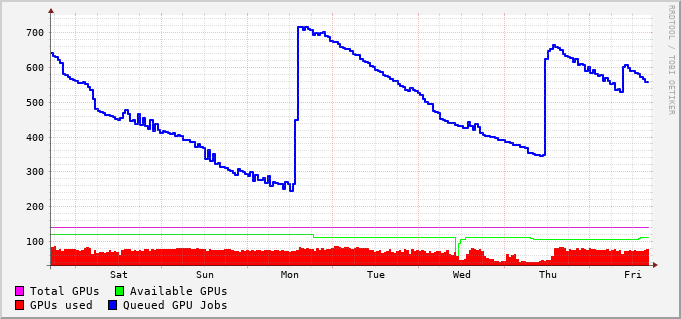 700
600
500
400
300
200
100
Sat Sun Mon Tue Wed Thu Fri
Total GPUs Available GPUs
GPUs used Queued GPU Jobs
RRDTOOL / TOBI OETIKER